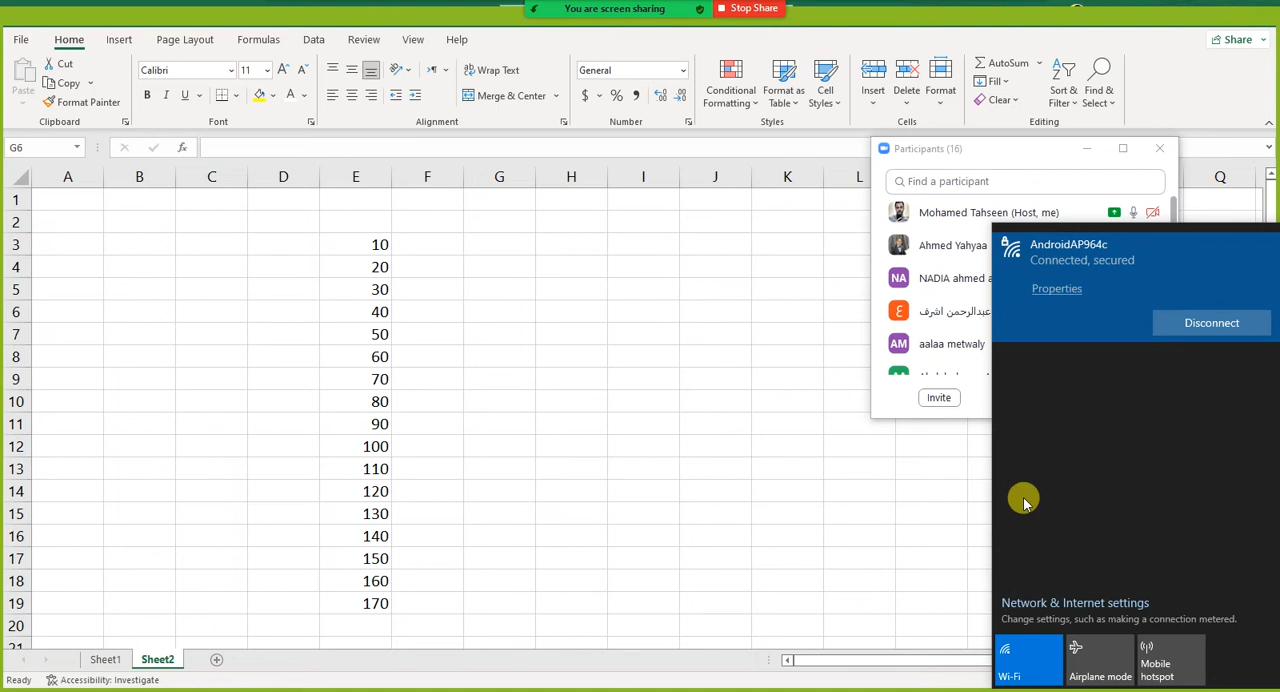 You are screen sharing Stop Share
File Home Insert Page Layout Formulas Data Review View Help Share
Paste Cut Copy Format Painter Clipboard
Calibri 11 B I U A Font
Wrap Text Merge & Center Alignment
General $ % , Number
Conditional Formatting Format as Table Cell Styles Styles
Insert Delete Format Cells
AutoSum Fill Clear Sort & Filter Find & Select Editing
G6 fx
A B C D E F G H I J K L Q
1
2
3 10
4 20
5 30
6 40
7 50
8 60
9 70
10 80
11 90
12 100
13 110
14 120
15 130
16 140
17 150
18 160
19 170
20
Participants (16)
Find a participant
Mohamed Tahseen (Host, me)
Ahmed Yahyaa
NA NADIA ahmed
ع عبدالرحمن اشرف
AM aalaa metwaly
Invite
AndroidAP964c
Connected, secured
Properties
Disconnect
Network & Internet settings
Change settings, such as making a connection metered.
Wi-Fi Airplane mode Mobile hotspot
Sheet1 Sheet2
Ready Accessibility: Investigate